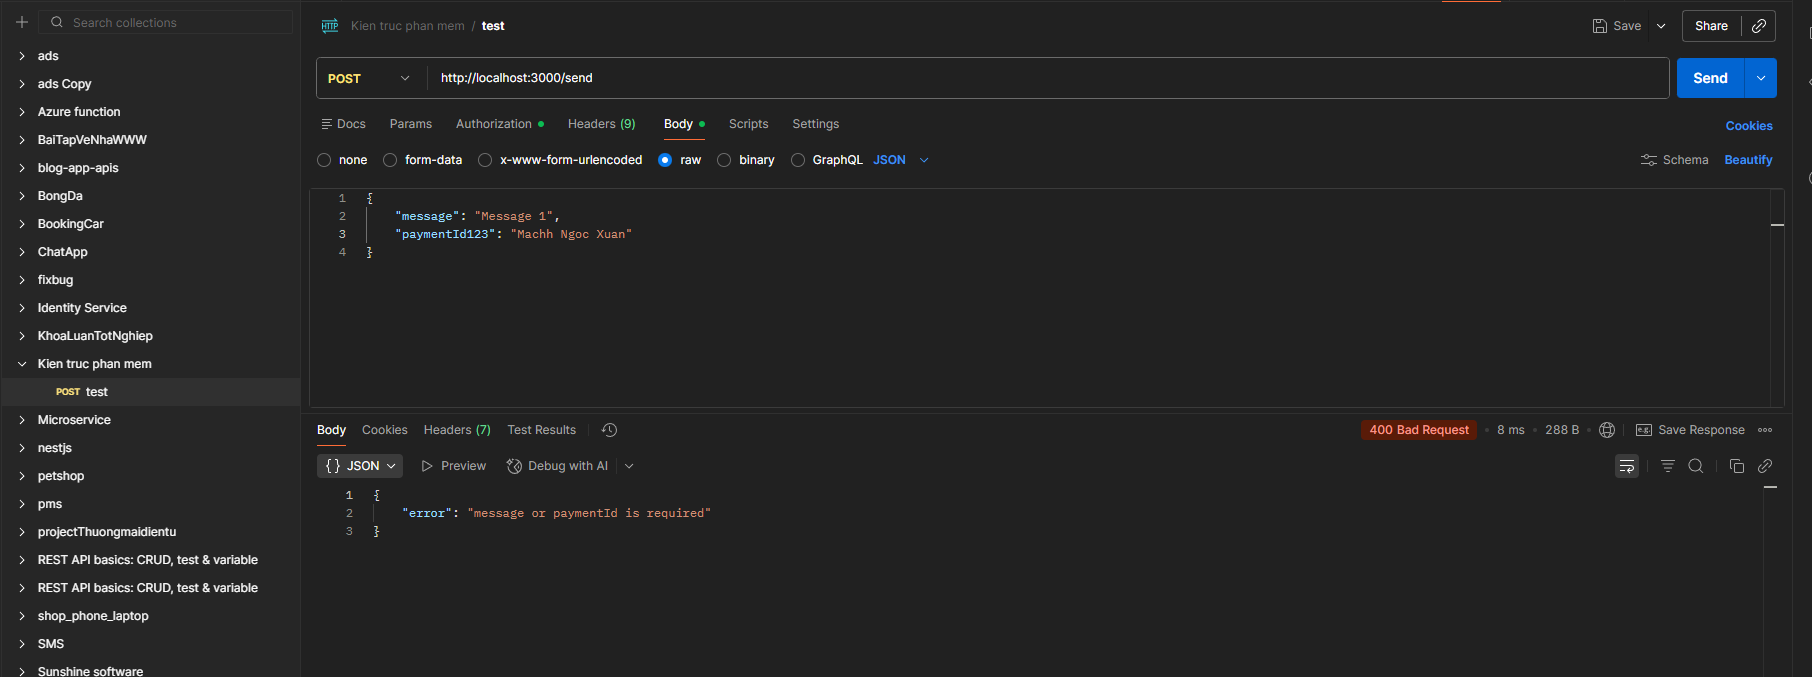 Search collections
ads
ads Copy
Azure function
BaiTapVeNhaWWW
blog-app-apis
BongDa
BookingCar
ChatApp
fixbug
Identity Service
KhoaLuanTotNghiep
Kien truc phan mem
POST test
Microservice
nestjs
petshop
pms
projectThuongmaidientu
REST API basics: CRUD, test & variable
REST API basics: CRUD, test & variable
shop_phone_laptop
SMS
Sunshine software
HTTP Kien truc phan mem / test
Save Share
POST http://localhost:3000/send Send
Docs Params Authorization Headers (9) Body Scripts Settings Cookies
none form-data x-www-form-urlencoded raw binary GraphQL JSON Schema Beautify
1 {
2 "message": "Message 1",
3 "paymentId123": "Machh Ngoc Xuan"
4 }
Body Cookies Headers (7) Test Results 400 Bad Request 8 ms 288 B e.g. Save Response
{} JSON Preview Debug with AI
1 {
2 "error": "message or paymentId is required"
3 }